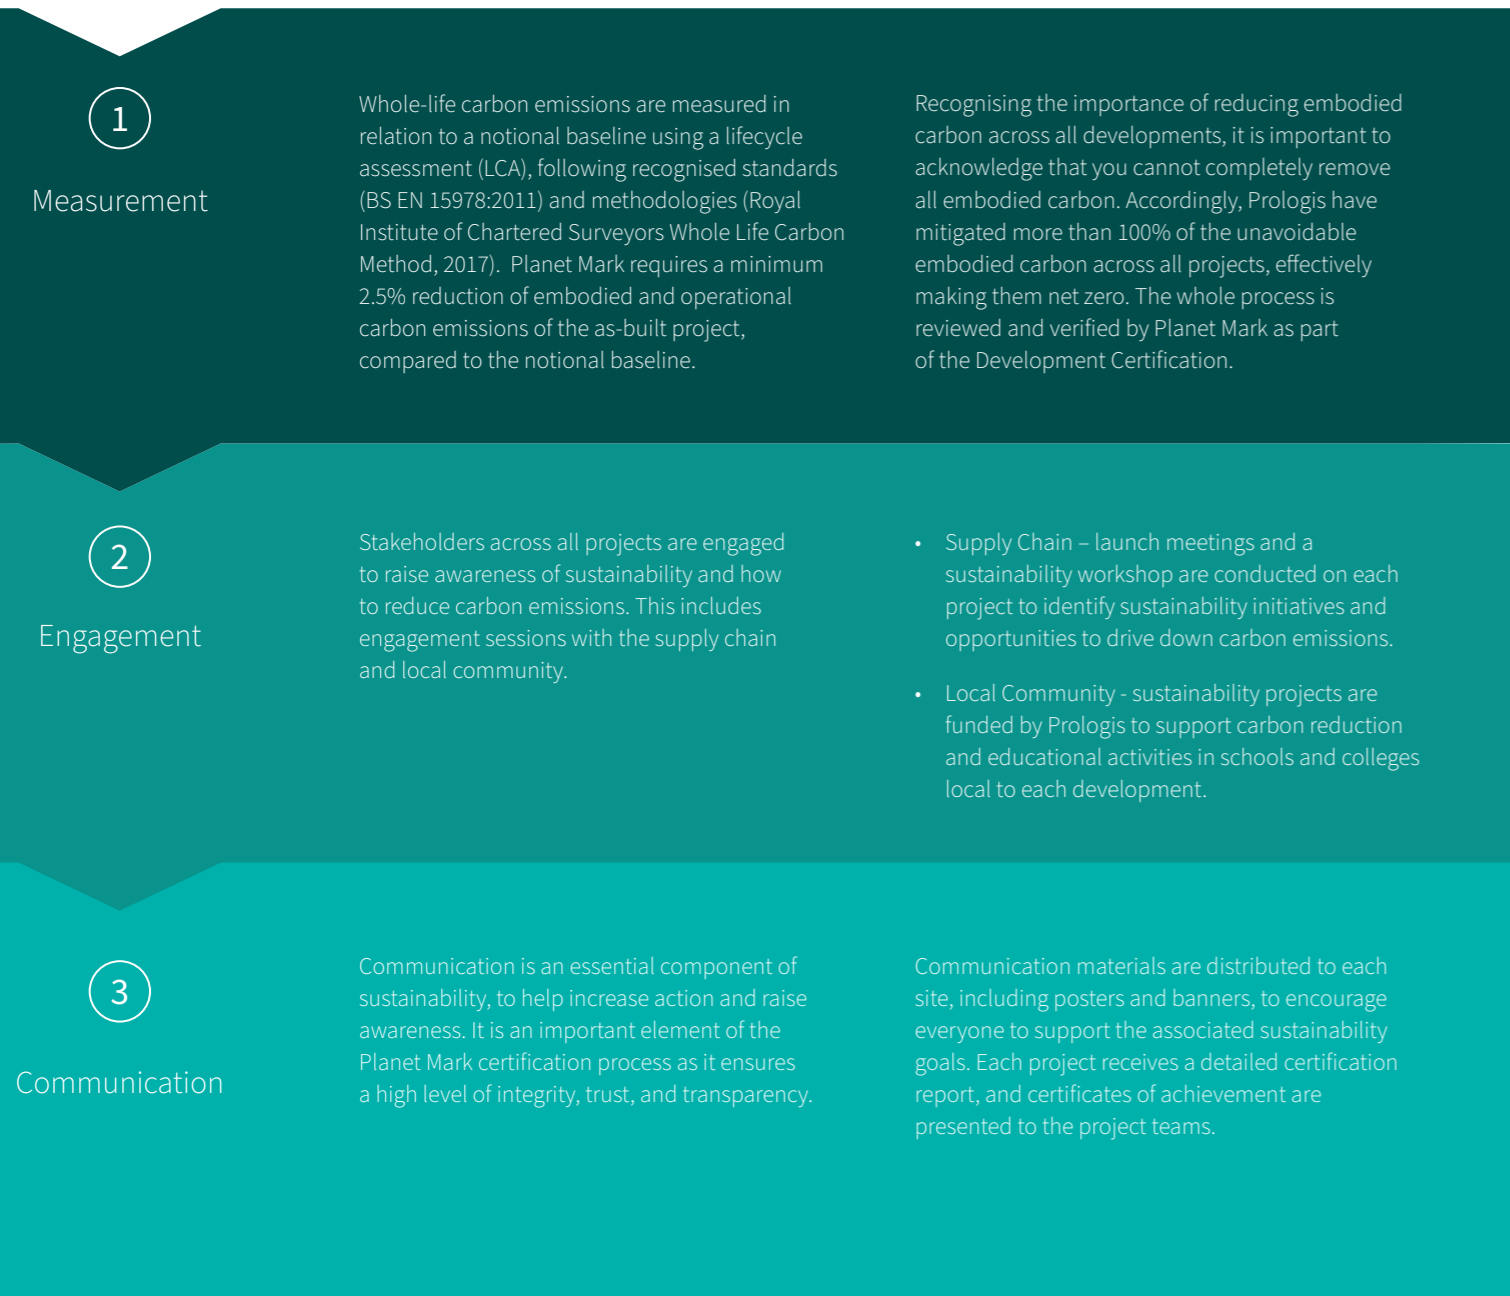 1
Measurement
Whole-life carbon emissions are measured in
relation to a notional baseline using a lifecycle
assessment (LCA), following recognised standards
(BS EN 15978:2011) and methodologies (Royal
Institute of Chartered Surveyors Whole Life Carbon
Method, 2017).  Planet Mark requires a minimum
2.5% reduction of embodied and operational
carbon emissions of the as-built project,
compared to the notional baseline.
Recognising the importance of reducing embodied
carbon across all developments, it is important to
acknowledge that you cannot completely remove
all embodied carbon. Accordingly, Prologis have
mitigated more than 100% of the unavoidable
embodied carbon across all projects, effectively
making them net zero. The whole process is
reviewed and verified by Planet Mark as part
of the Development Certification.
2
Engagement
Stakeholders across all projects are engaged
to raise awareness of sustainability and how
to reduce carbon emissions. This includes
engagement sessions with the supply chain
and local community.
• Supply Chain – launch meetings and a
sustainability workshop are conducted on each
project to identify sustainability initiatives and
opportunities to drive down carbon emissions.
• Local Community - sustainability projects are
funded by Prologis to support carbon reduction
and educational activities in schools and colleges
local to each development.
3
Communication
Communication is an essential component of
sustainability, to help increase action and raise
awareness. It is an important element of the
Planet Mark certification process as it ensures
a high level of integrity, trust, and transparency.
Communication materials are distributed to each
site, including posters and banners, to encourage
everyone to support the associated sustainability
goals. Each project receives a detailed certification
report, and certificates of achievement are
presented to the project teams.